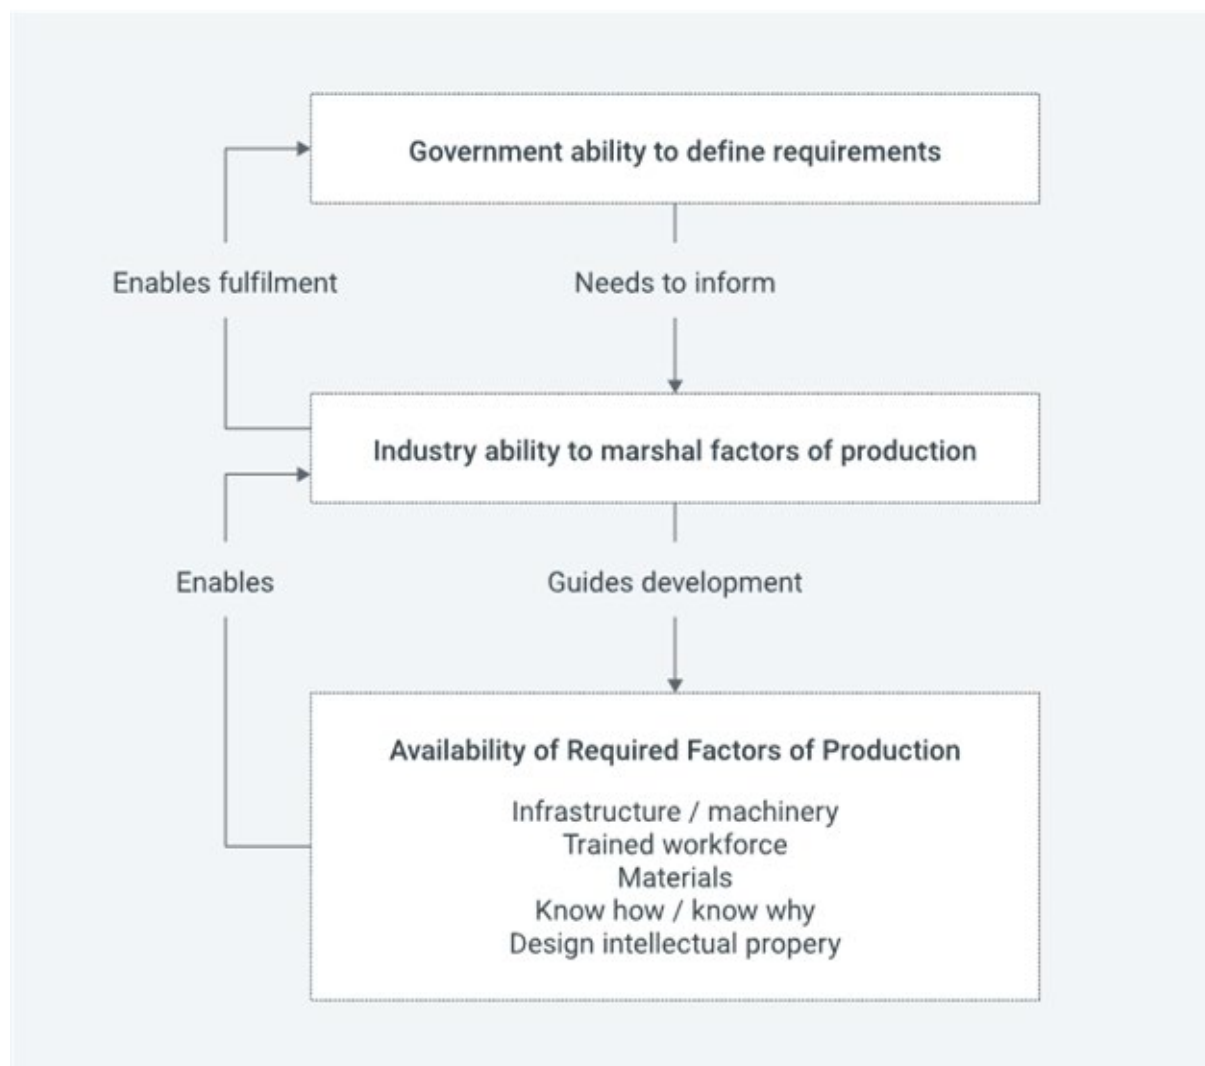 Government ability to define requirements
Enables fulfilment
Needs to inform
Industry ability to marshal factors of production
Enables
Guides development
Availability of Required Factors of Production
Infrastructure / machinery
Trained workforce
Materials
Know how / know why
Design intellectual propery